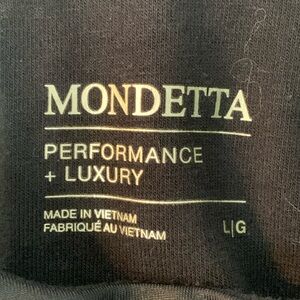 MONDETTA
PERFORMANCE
+ LUXURY
MADE IN VIETNAM
FABRIQUÉ AU VIETNAM
L|G